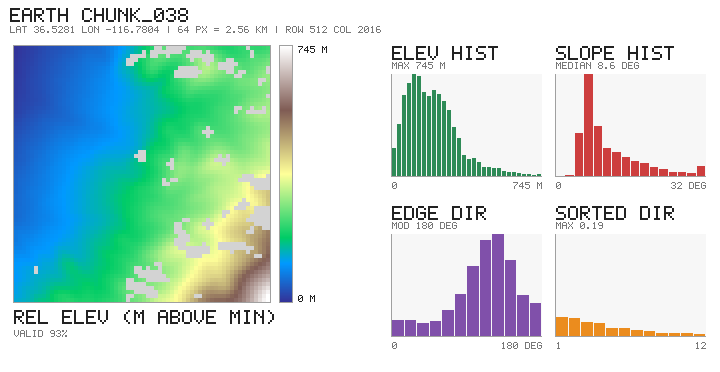 EARTH CHUNK_038
LAT 36.5281 LON -116.7804 | 64 PX = 2.56 KM | ROW 512 COL 2016
745 M
0 M
REL ELEV (M ABOVE MIN)
VALID 93%
ELEV HIST
MAX 745 M
0 745 M
SLOPE HIST
MEDIAN 8.6 DEG
0 32 DEG
EDGE DIR
MOD 180 DEG
0 180 DEG
SORTED DIR
MAX 0.19
1 12